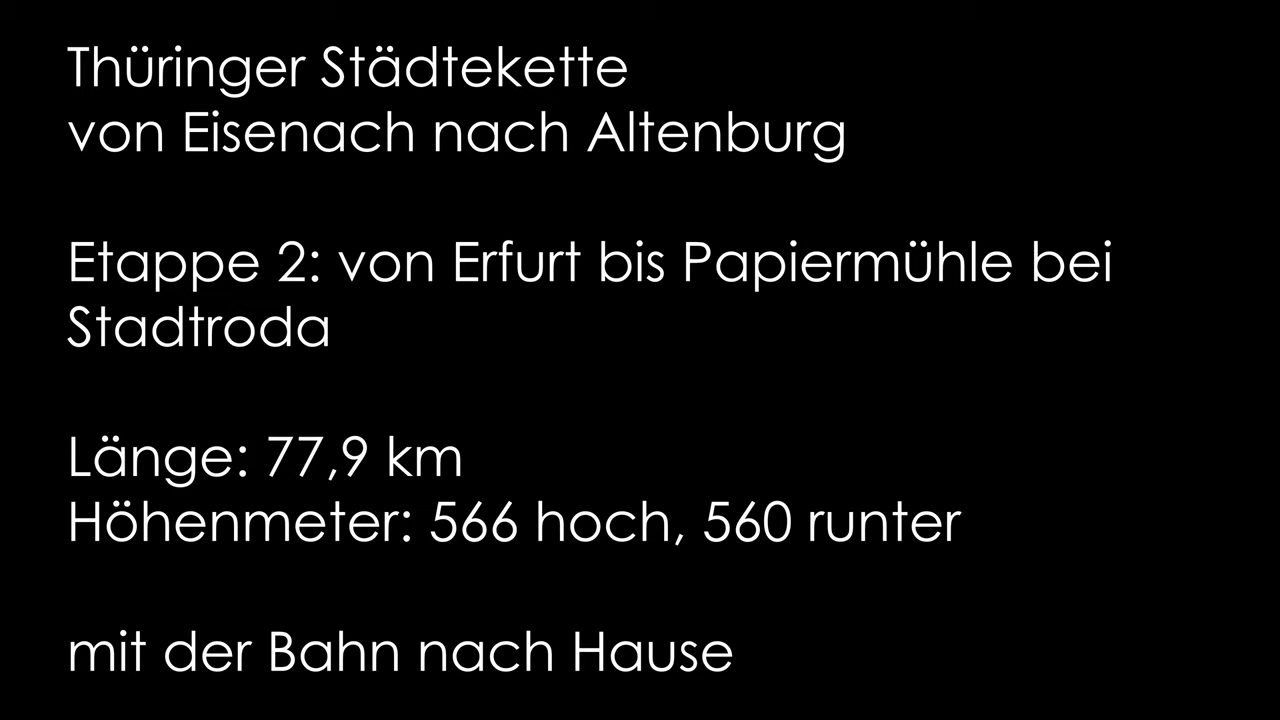 Thüringer Städtekette
von Eisenach nach Altenburg
Etappe 2: von Erfurt bis Papiermühle bei
Stadtroda
Länge: 77,9 km
Höhenmeter: 566 hoch, 560 runter
mit der Bahn nach Hause